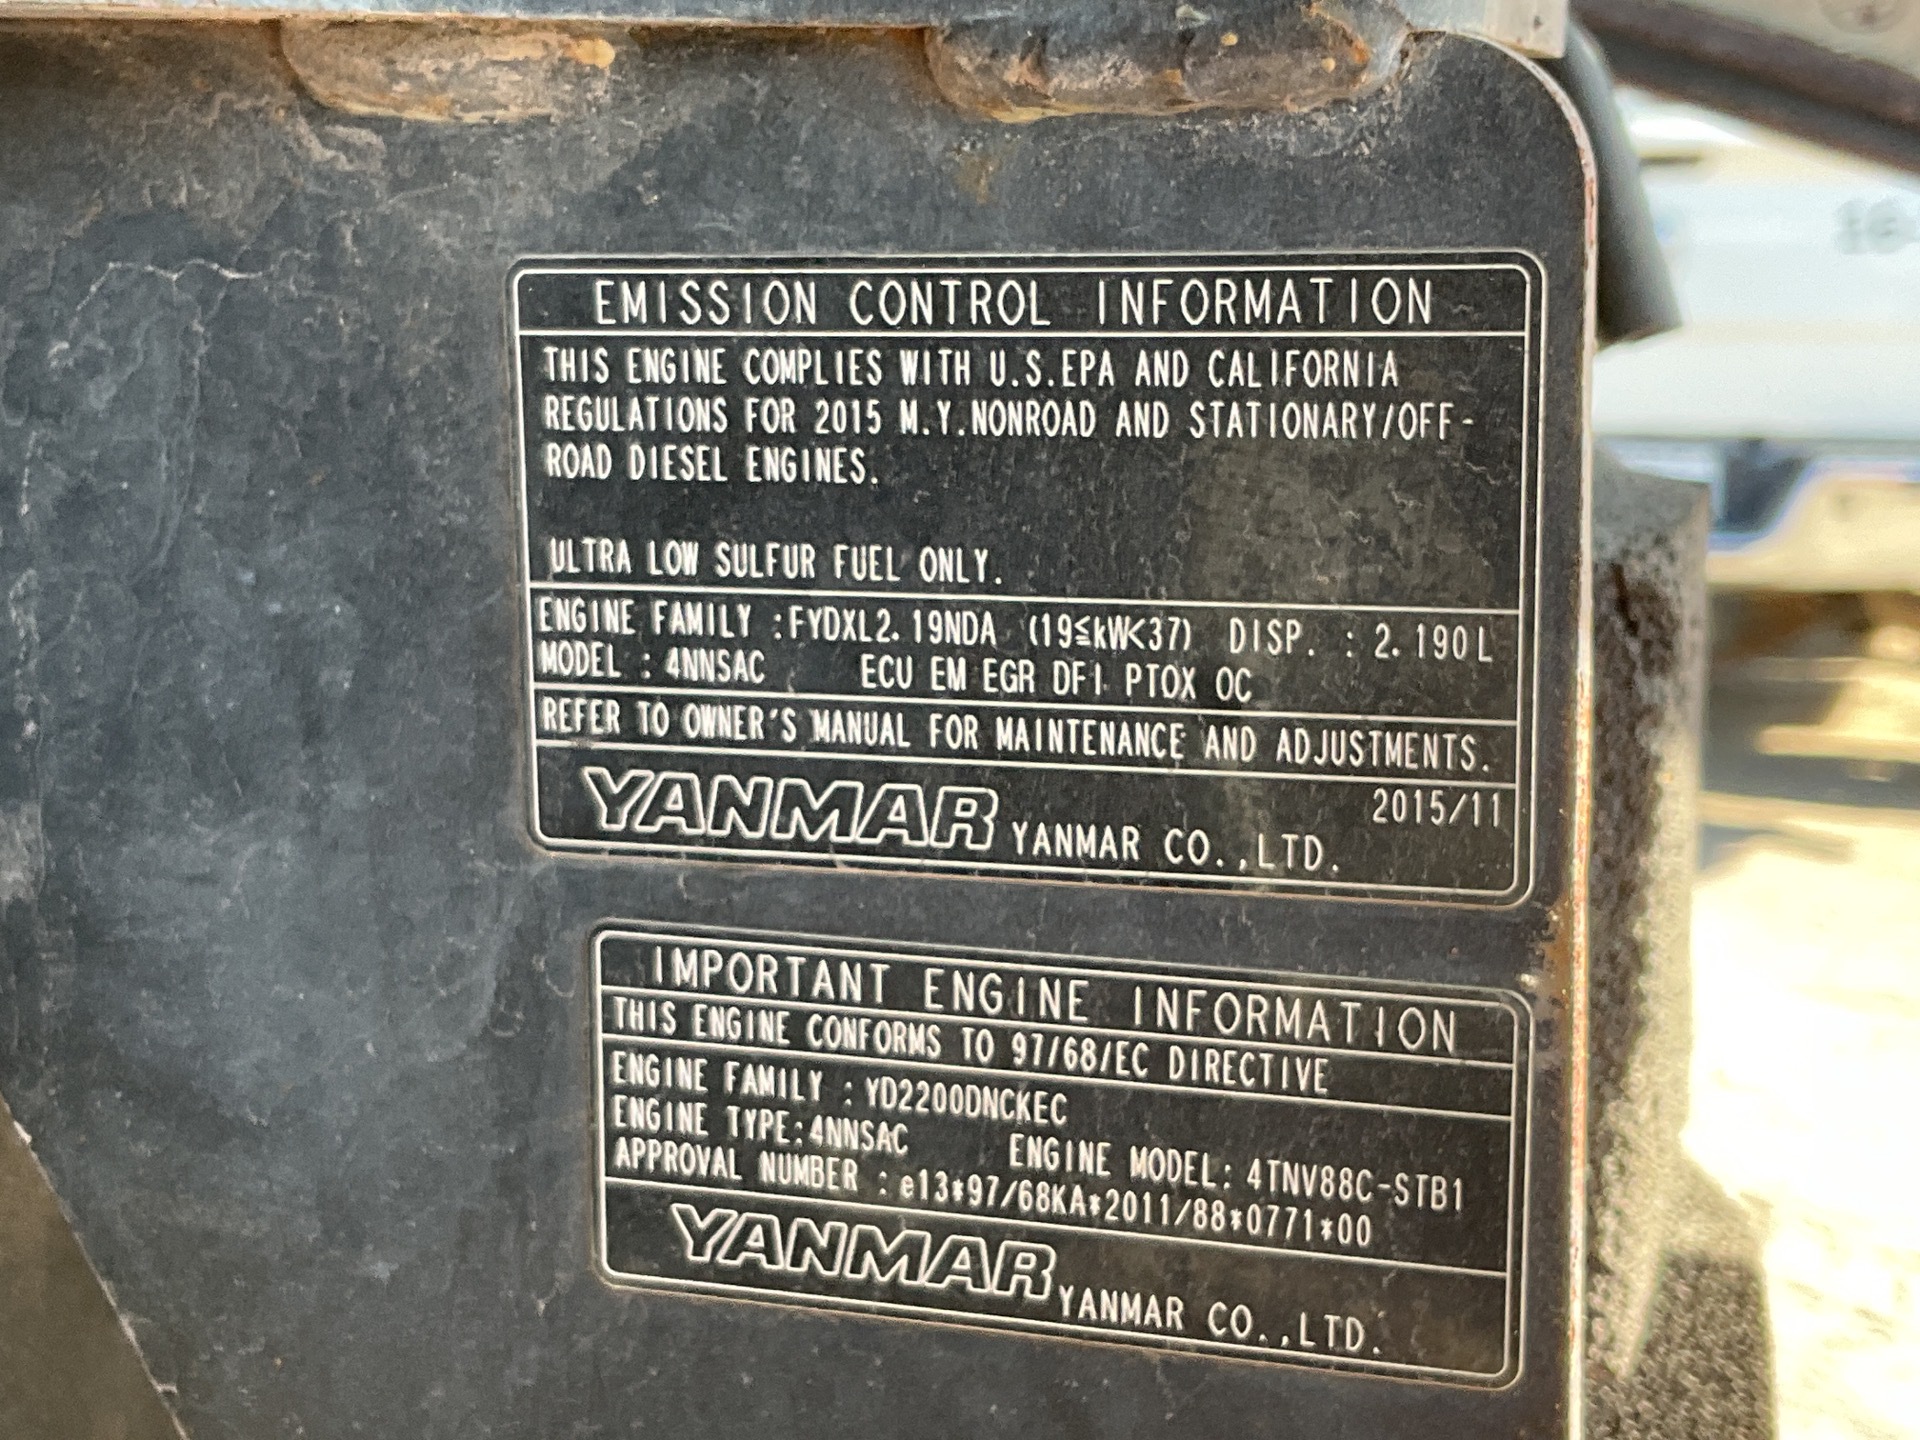 EMISSION CONTROL INFORMATION
THIS ENGINE COMPLIES WITH U.S.EPA AND CALIFORNIA
REGULATIONS FOR 2015 M.Y.NONROAD AND STATIONARY/OFF-
ROAD DIESEL ENGINES.
ULTRA LOW SULFUR FUEL ONLY.
ENGINE FAMILY :FYDXL2.19NDA (19≦kW<37) DISP. : 2.190L
MODEL : 4NNSAC ECU EM EGR DFI PTOX OC
REFER TO OWNER'S MANUAL FOR MAINTENANCE AND ADJUSTMENTS.
2015/11
YANMAR YANMAR CO.,LTD.
IMPORTANT ENGINE INFORMATION
THIS ENGINE CONFORMS TO 97/68/EC DIRECTIVE
ENGINE FAMILY : YD2200DNCKEC
ENGINE TYPE:4NNSAC ENGINE MODEL: 4TNV88C-STB1
APPROVAL NUMBER : e13*97/68KA*2011/88*0771*00
YANMAR YANMAR CO.,LTD.